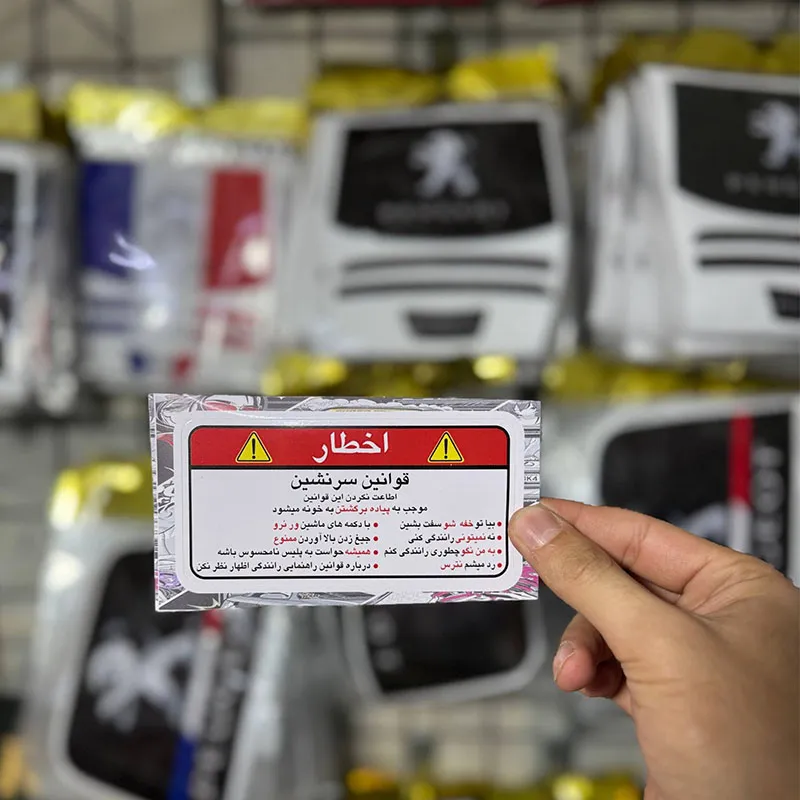 اخطار
قوانین سرنشین
اطاعت نکردن این قوانین
موجب به پیاده برگشتن به خونه میشود
• بیا تو خفه شو سفت بشین
• نه نمیتونی رانندگی کنی
• به من نگو چطوری رانندگی کنم
• رد میشم نترس
• با دکمه های ماشین ور نرو
• جیغ زدن بالا آوردن ممنوع
• همیشه حواست به پلیس نامحسوس باشه
• درباره قوانین راهنمایی رانندگی اظهار نظر نکن